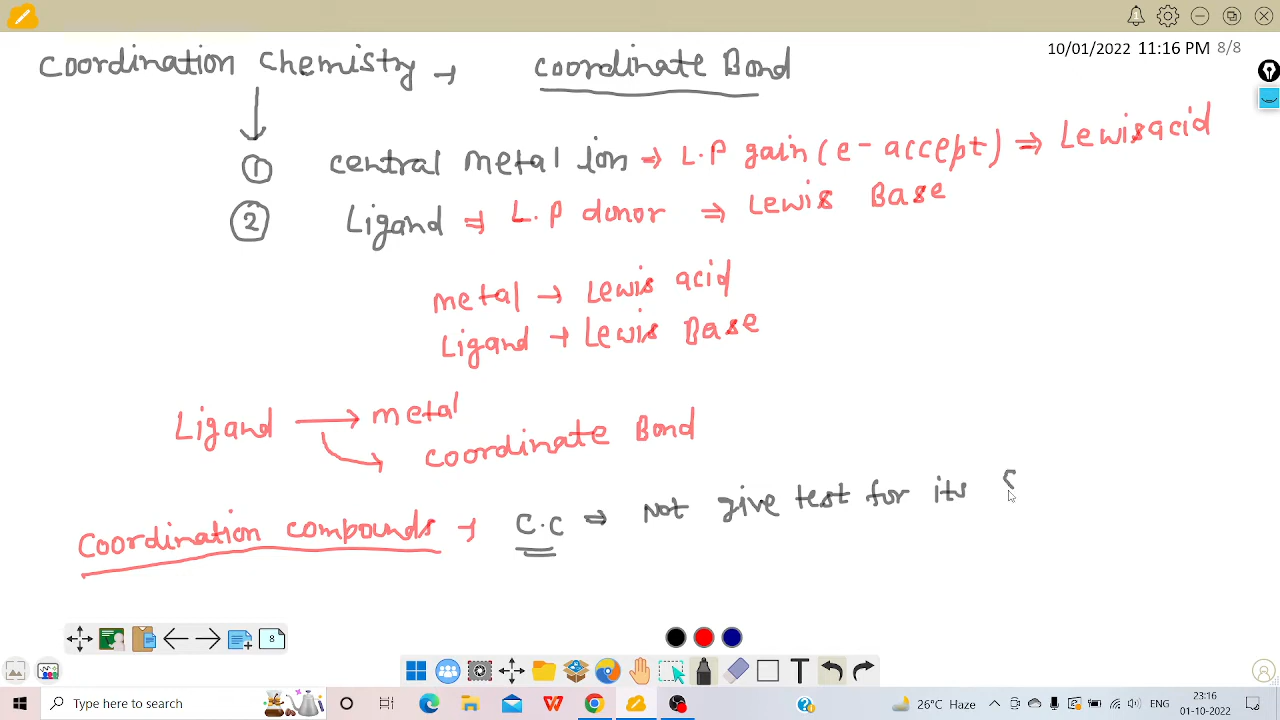 10/01/2022 11:16 PM 8/8
Coordination Chemistry → Coordinate Bond
① central metal ion ⇒ L.P gain (e- accept) ⇒ Lewis acid
② Ligand ⇒ L.P donor ⇒ Lewis Base
metal → Lewis acid
Ligand → Lewis Base
Ligand → metal
coordinate Bond
Coordination compounds → C.C ⇒ Not give test for its
8
T
Type here to search
26°C Haze
ENG
23:16
01-10-2022